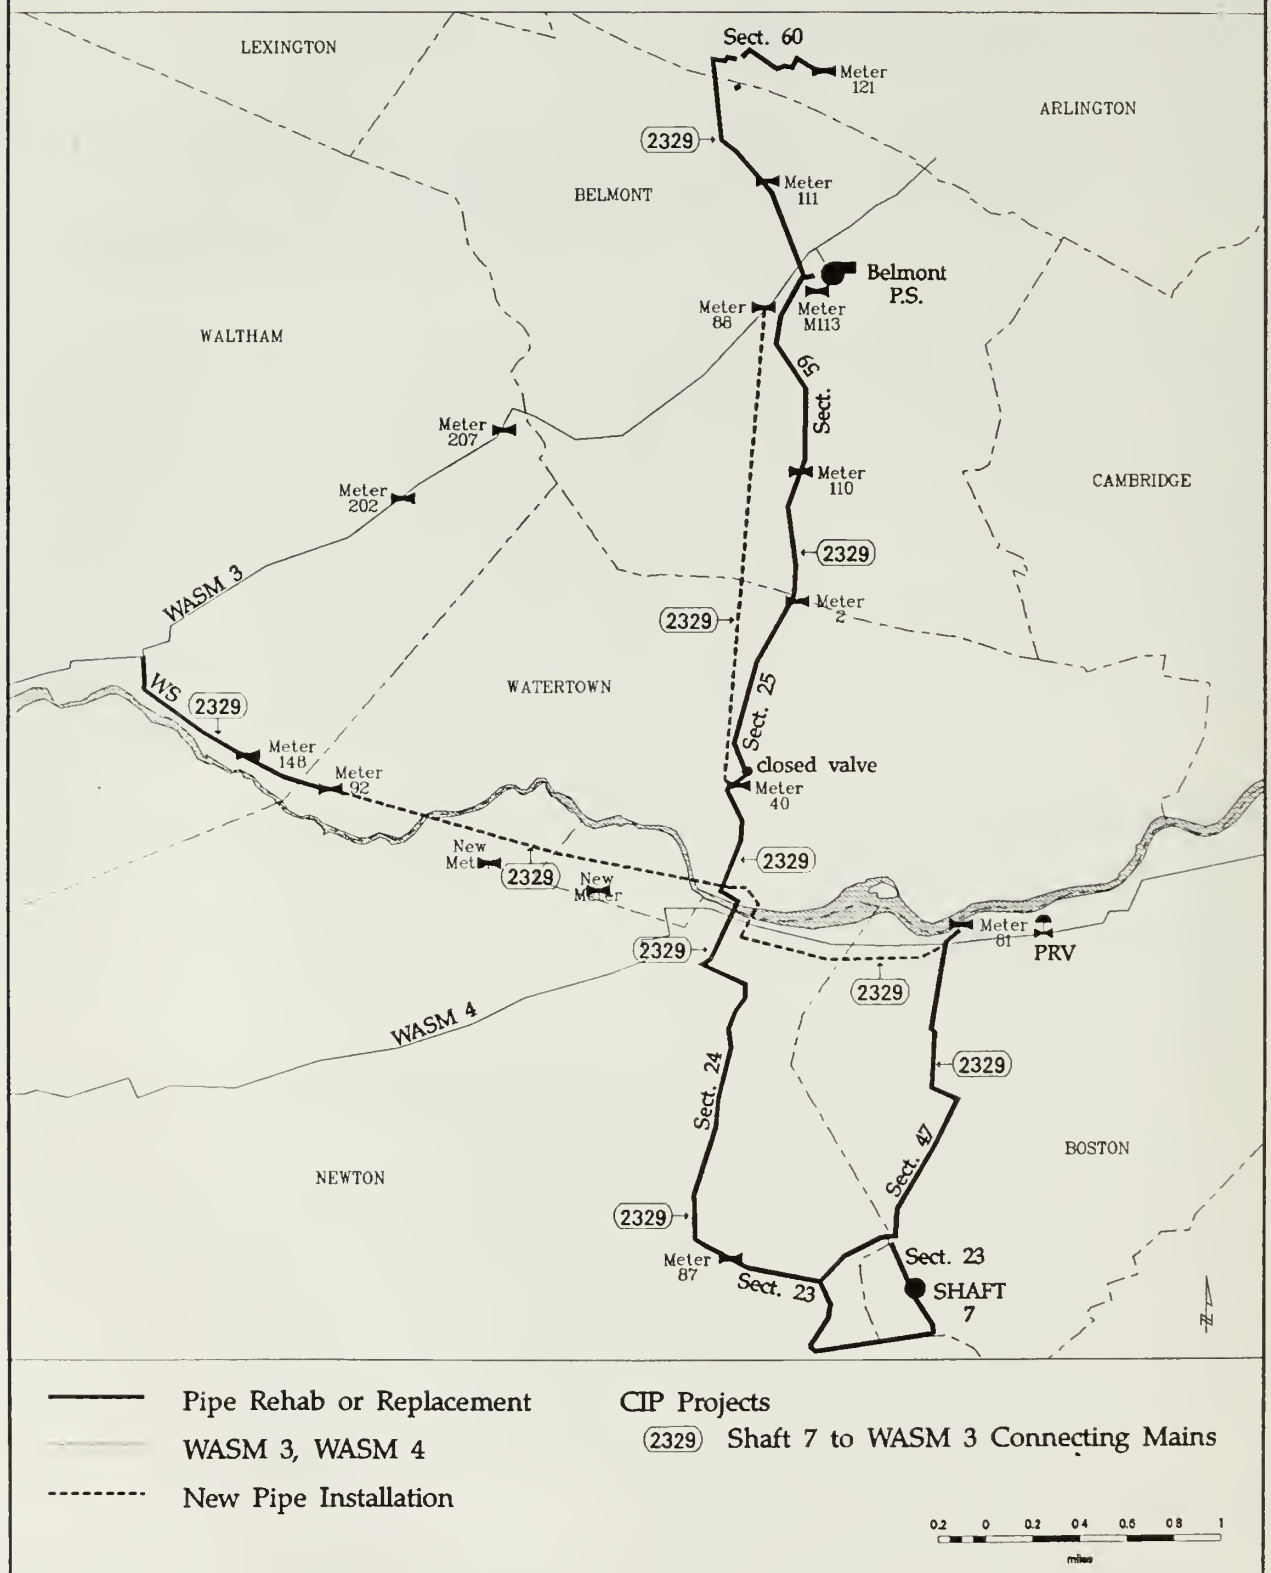 Sect. 60
LEXINGTON
Meter
121
ARLINGTON
2329
BELMONT
Meter
111
Belmont
P.S.
Meter
88
Meter
M113
WALTHAM
59
Sect.
Meter
207
Meter
202
Meter
110
CAMBRIDGE
2329
WASM 3
2329
Meter
2
WS
2329
WATERTOWN
Sect. 25
closed valve
Meter
148
Meter
92
Meter
40
New
Meter
2329
New
Meter
2329
2329
Meter
81
PRV
2329
WASM 4
2329
Sect. 24
Sect. 47
BOSTON
NEWTON
2329
Meter
87
Sect. 23
Sect. 23
SHAFT
7
N
Pipe Rehab or Replacement
WASM 3, WASM 4
New Pipe Installation
CIP Projects
2329 Shaft 7 to WASM 3 Connecting Mains
0.2 0 0.2 0.4 0.6 0.8 1
miles